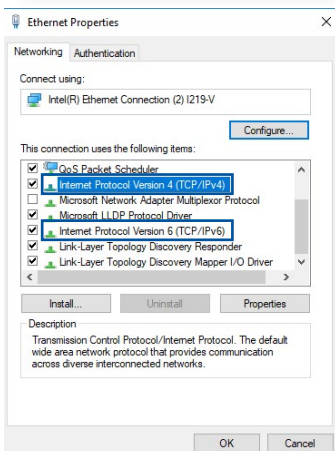 Ethernet Properties
Networking Authentication
Connect using:
Intel(R) Ethernet Connection (2) I219-V
Configure...
This connection uses the following items:
QoS Packet Scheduler
Internet Protocol Version 4 (TCP/IPv4)
Microsoft Network Adapter Multiplexor Protocol
Microsoft LLDP Protocol Driver
Internet Protocol Version 6 (TCP/IPv6)
Link-Layer Topology Discovery Responder
Link-Layer Topology Discovery Mapper I/O Driver
Install... Uninstall Properties
Description
Transmission Control Protocol/Internet Protocol. The default
wide area network protocol that provides communication
across diverse interconnected networks.
OK Cancel